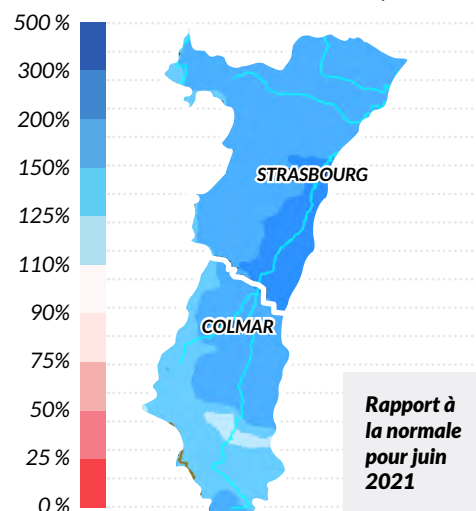 500 %
300 %
200 %
150 %
125 %
110 %
90 %
75 %
50 %
25 %
0 %
STRASBOURG
COLMAR
Rapport à
la normale
pour juin
2021